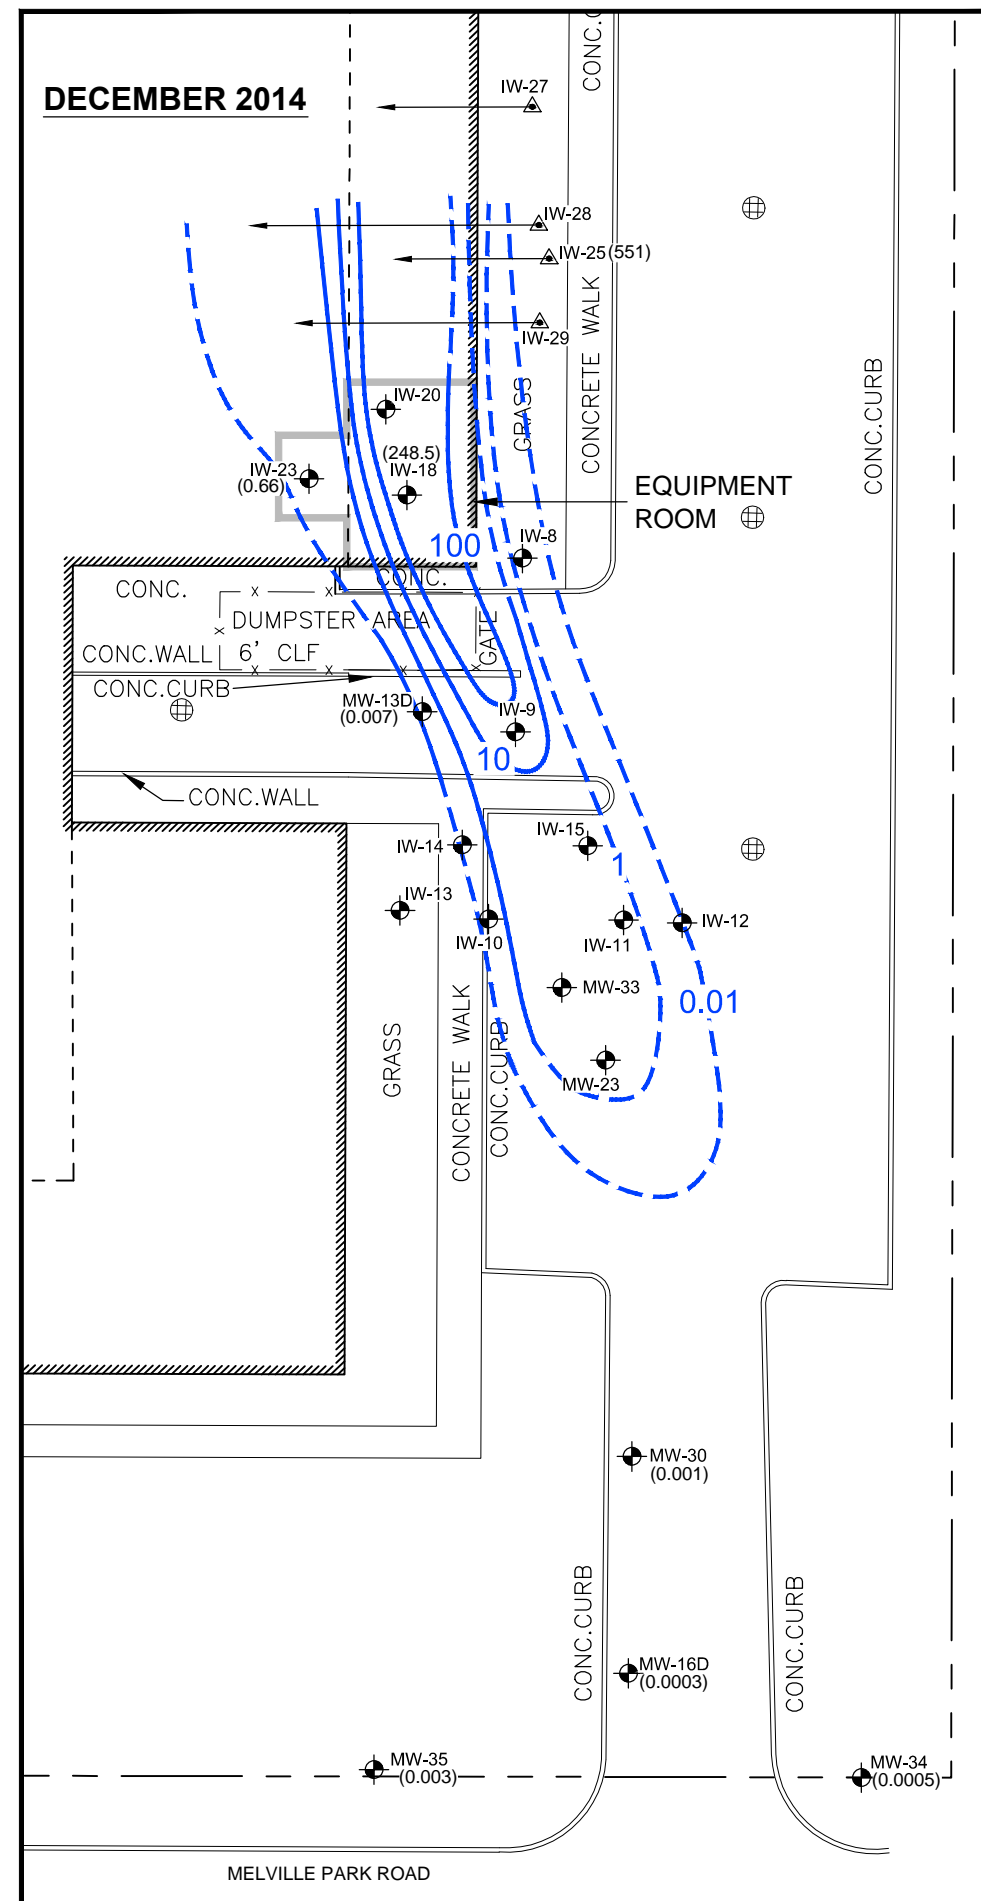 DECEMBER 2014
CONC.C
IW-27
IW-28
IW-25(551)
IW-29
CONCRETE WALK
GRASS
CONC.CURB
IW-20
(248.5)
IW-18
IW-23
(0.66)
EQUIPMENT
ROOM
100
IW-8
CONC.
CONC.
DUMPSTER AREA
GATE
CONC.WALL
6' CLF
CONC.CURB
MW-13D
(0.007)
IW-9
10
CONC.WALL
IW-14
IW-15
1
IW-13
IW-10
IW-11
IW-12
MW-33
0.01
GRASS
CONCRETE WALK
CONC.CURB
MW-23
MW-30
(0.001)
CONC.CURB
CONC.CURB
MW-16D
(0.0003)
MW-35
(0.003)
MW-34
(0.0005)
MELVILLE PARK ROAD